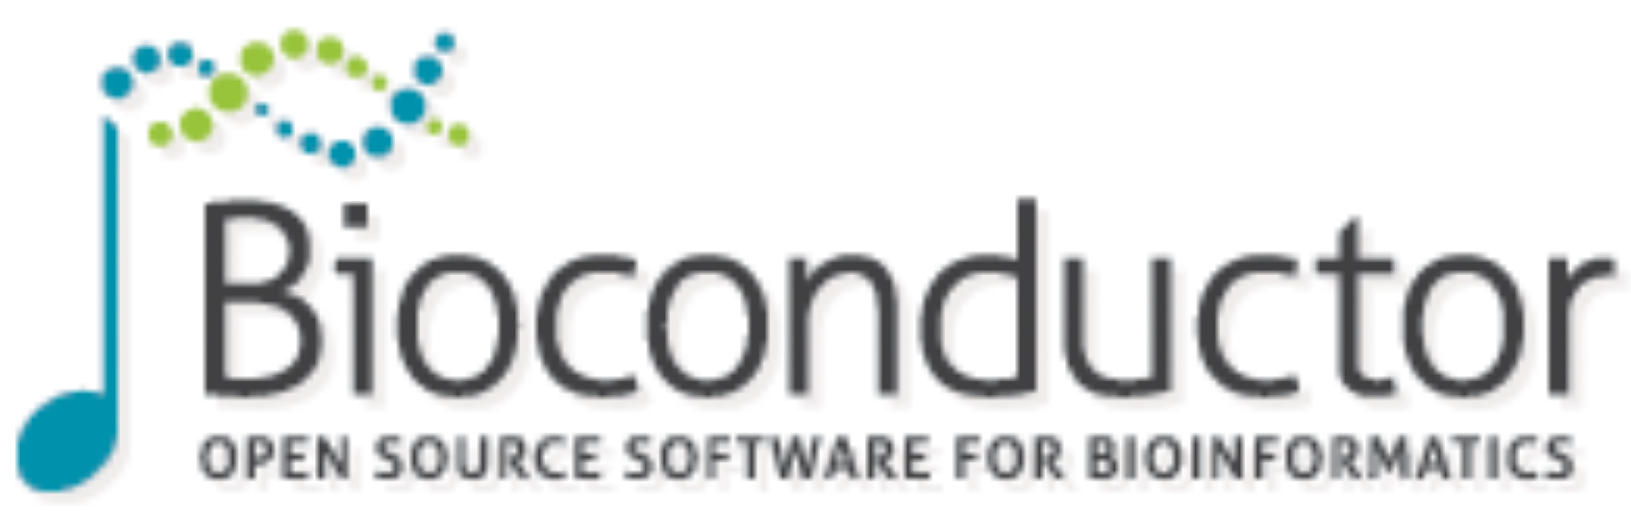 Bioconductor
OPEN SOURCE SOFTWARE FOR BIOINFORMATICS